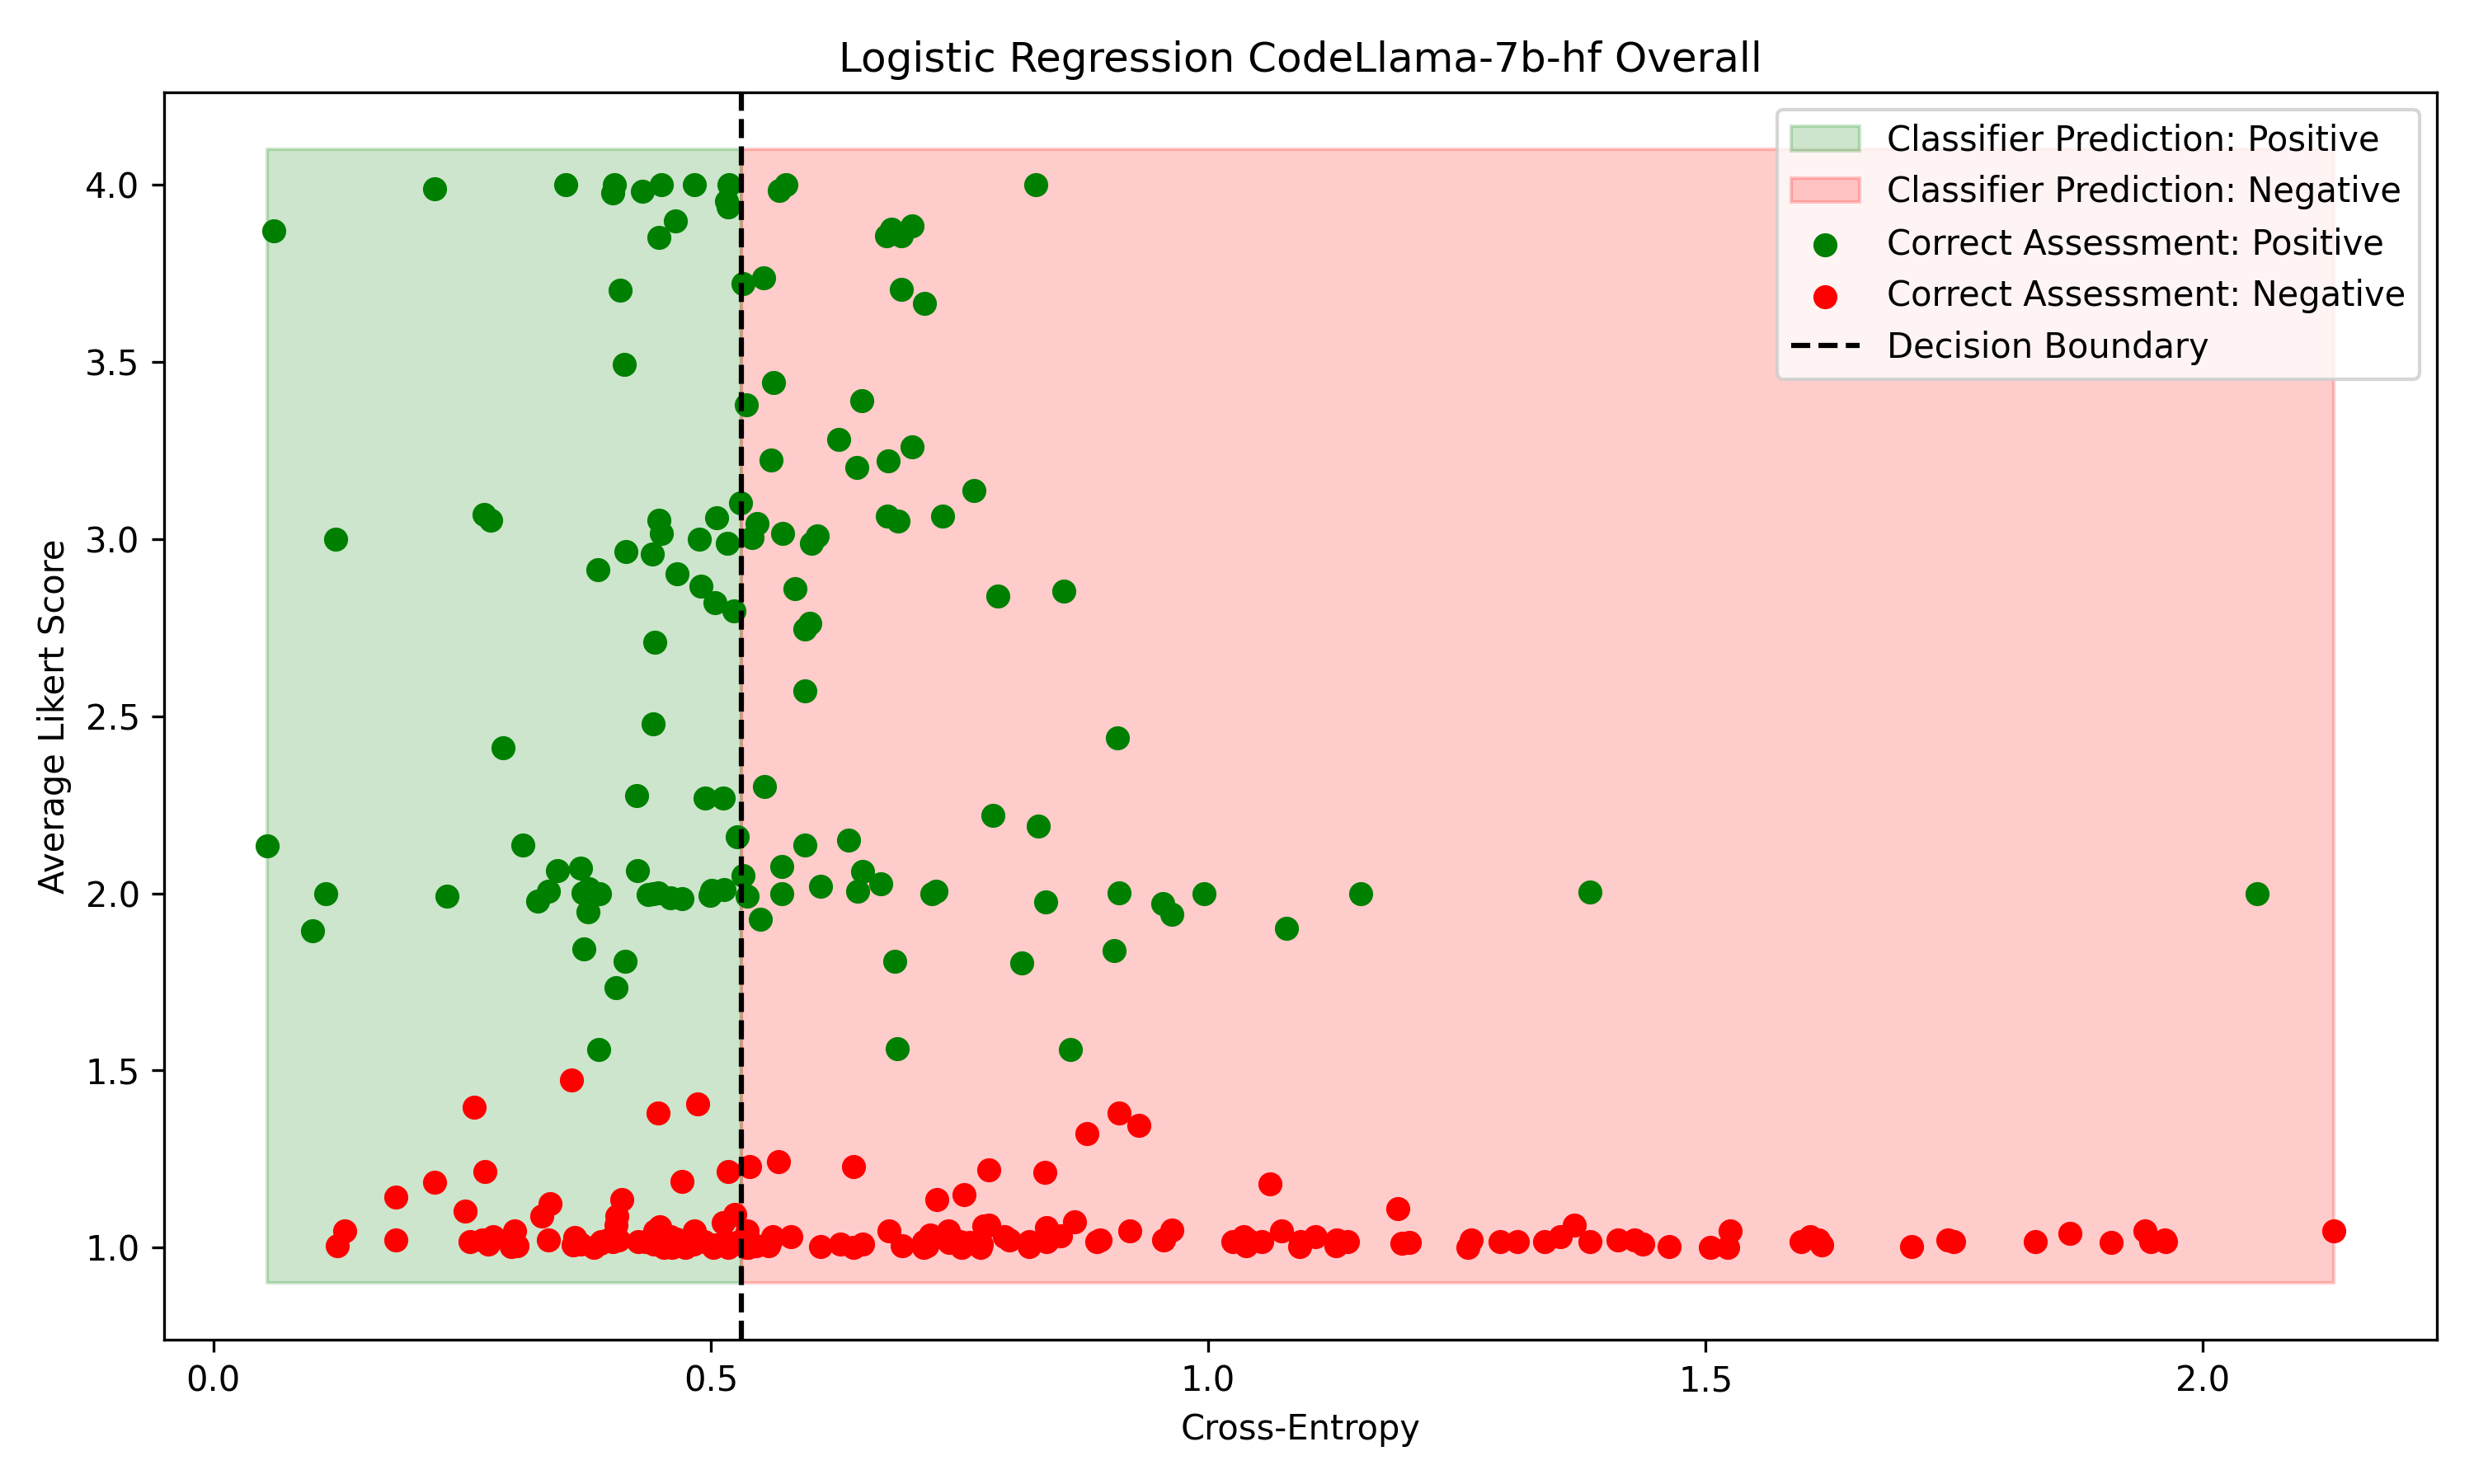 Logistic Regression CodeLlama-7b-hf Overall
Classifier Prediction: Positive
Classifier Prediction: Negative
Correct Assessment: Positive
Correct Assessment: Negative
Decision Boundary
Average Likert Score
4.0
3.5
3.0
2.5
2.0
1.5
1.0
0.0 0.5 1.0 1.5 2.0
Cross-Entropy